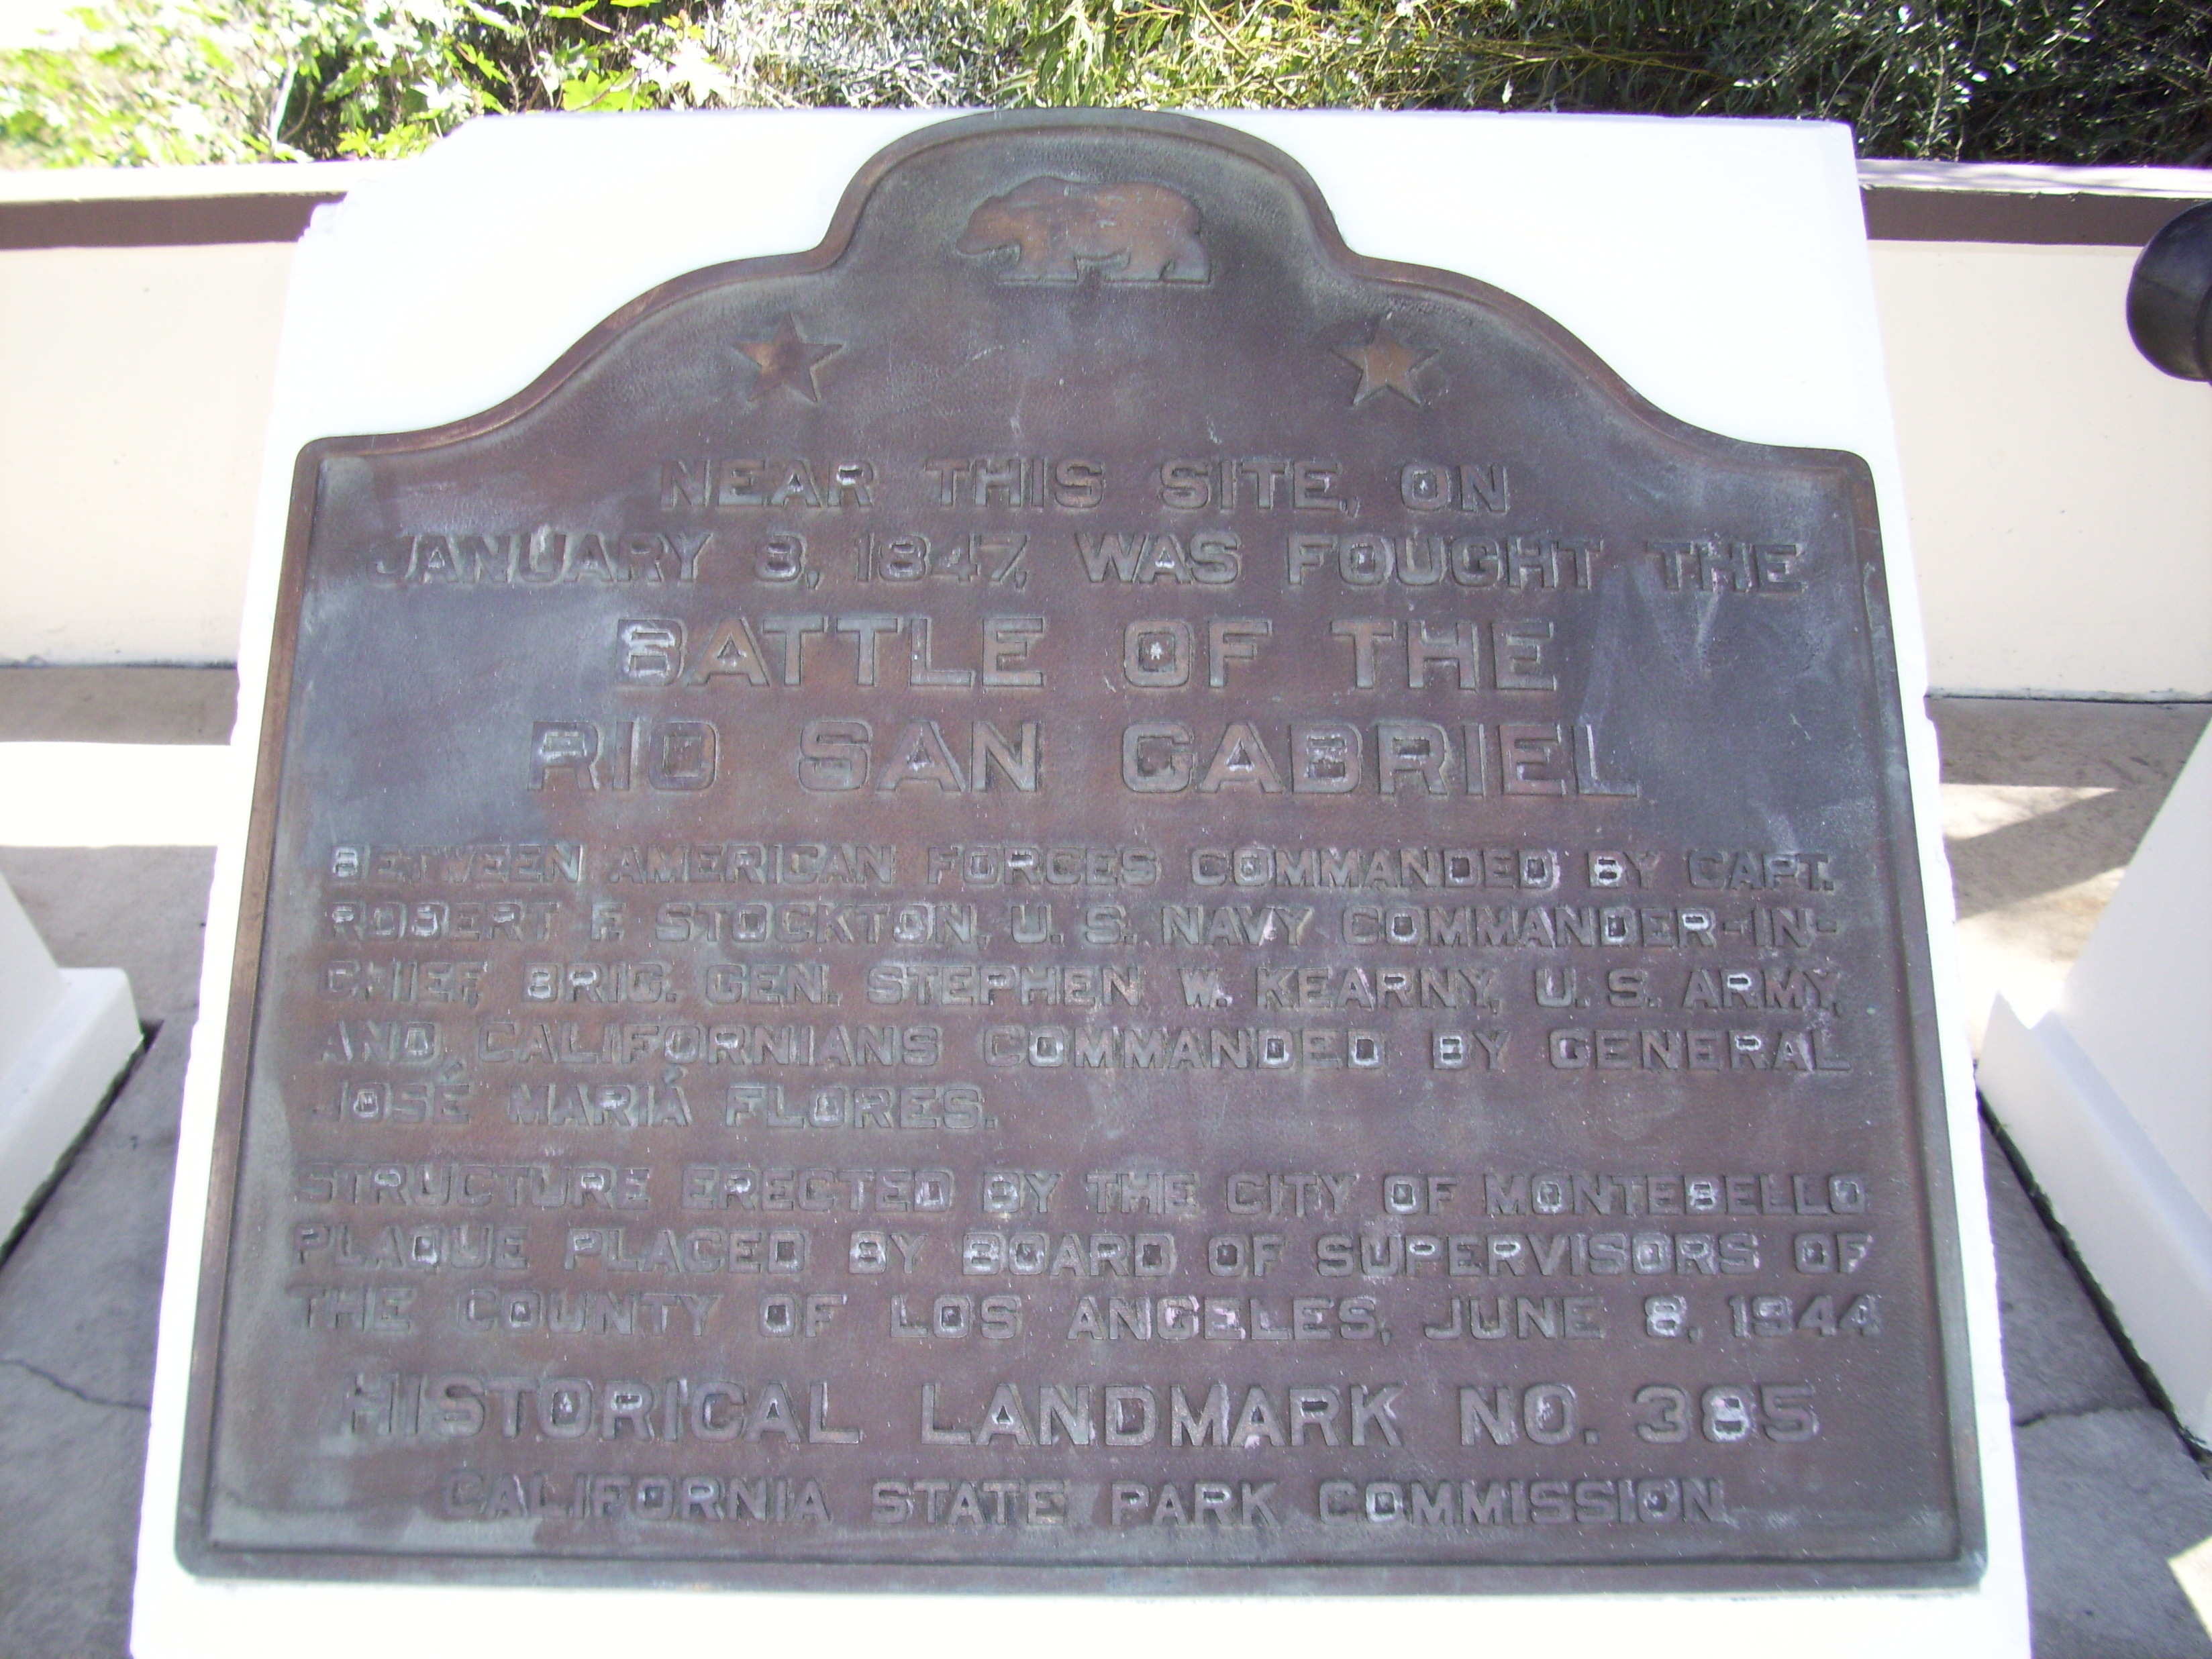 NEAR THIS SITE, ON
JANUARY 8, 1847, WAS FOUGHT THE
BATTLE OF THE
RIO SAN GABRIEL
BETWEEN AMERICAN FORCES COMMANDED BY CAPT.
ROBERT F. STOCKTON, U. S. NAVY COMMANDER-IN-
CHIEF, BRIG. GEN. STEPHEN W. KEARNY, U. S. ARMY,
AND CALIFORNIANS COMMANDED BY GENERAL
JOSÉ MARIÁ FLORES.
STRUCTURE ERECTED BY THE CITY OF MONTEBELLO
PLAQUE PLACED BY BOARD OF SUPERVISORS OF
THE COUNTY OF LOS ANGELES, JUNE 8, 1944
HISTORICAL LANDMARK NO. 385
CALIFORNIA STATE PARK COMMISSION